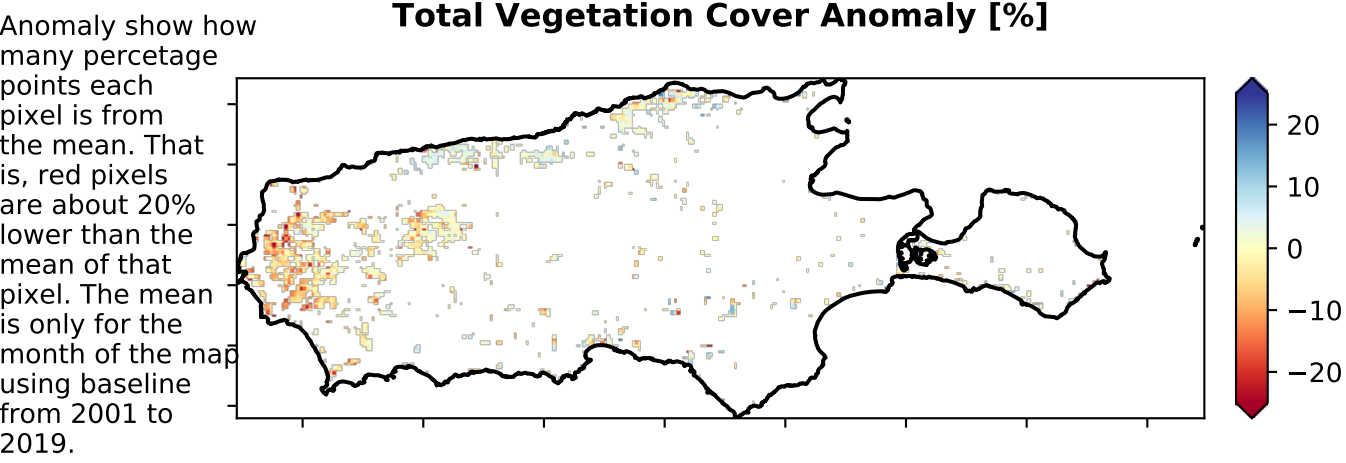 Total Vegetation Cover Anomaly [%]
Anomaly show how
many percetage
points each
pixel is from
the mean. That
is, red pixels
are about 20%
lower than the
mean of that
pixel. The mean
is only for the
month of the map
using baseline
from 2001 to
2019.
20
10
0
−10
−20